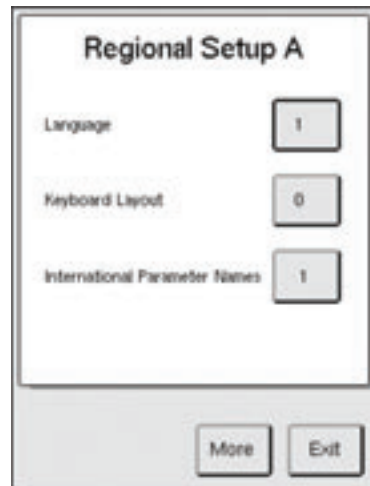 Regional Setup A
Language 1
Keyboard Layout 0
International Parameter Names 1
More Exit